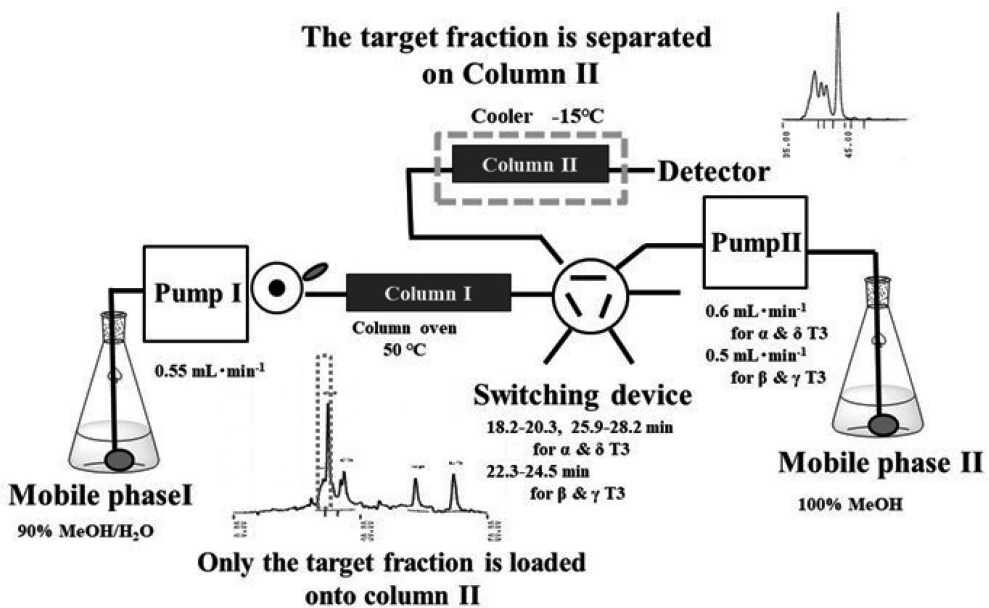 The target fraction is separated
on Column II
Cooler -15℃
Column II
Detector
35.00
45.00
Pump I
Column I
PumpII
Column oven
50 ℃
0.55 mL・min-1
0.6 mL・min-1
for α & δ T3
0.5 mL・min-1
for β & γ T3
Switching device
18.2-20.3, 25.9-28.2 min
for α & δ T3
22.3-24.5 min
for β & γ T3
Mobile phaseI
90% MeOH/H2O
Mobile phase II
100% MeOH
Only the target fraction is loaded
onto column II